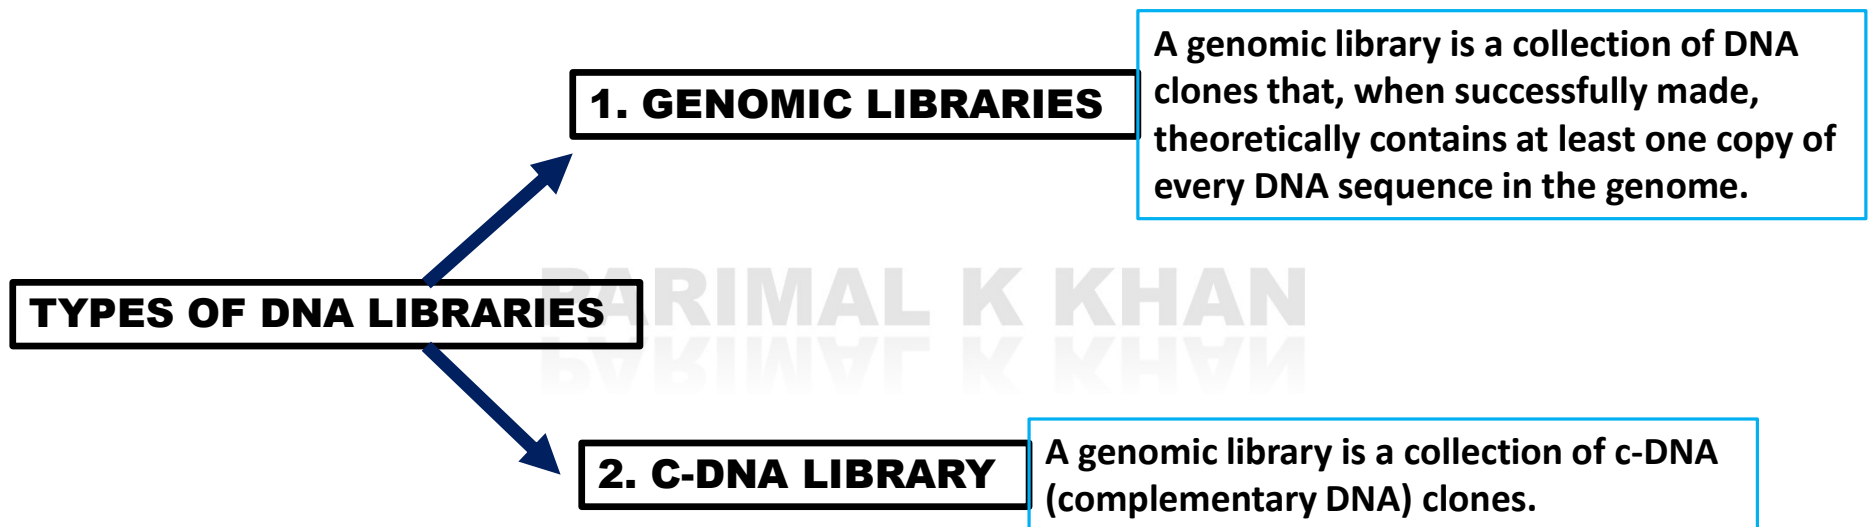 1. GENOMIC LIBRARIES
A genomic library is a collection of DNA
clones that, when successfully made,
theoretically contains at least one copy of
every DNA sequence in the genome.
TYPES OF DNA LIBRARIES
PARIMAL K KHAN
2. C-DNA LIBRARY
A genomic library is a collection of c-DNA
(complementary DNA) clones.